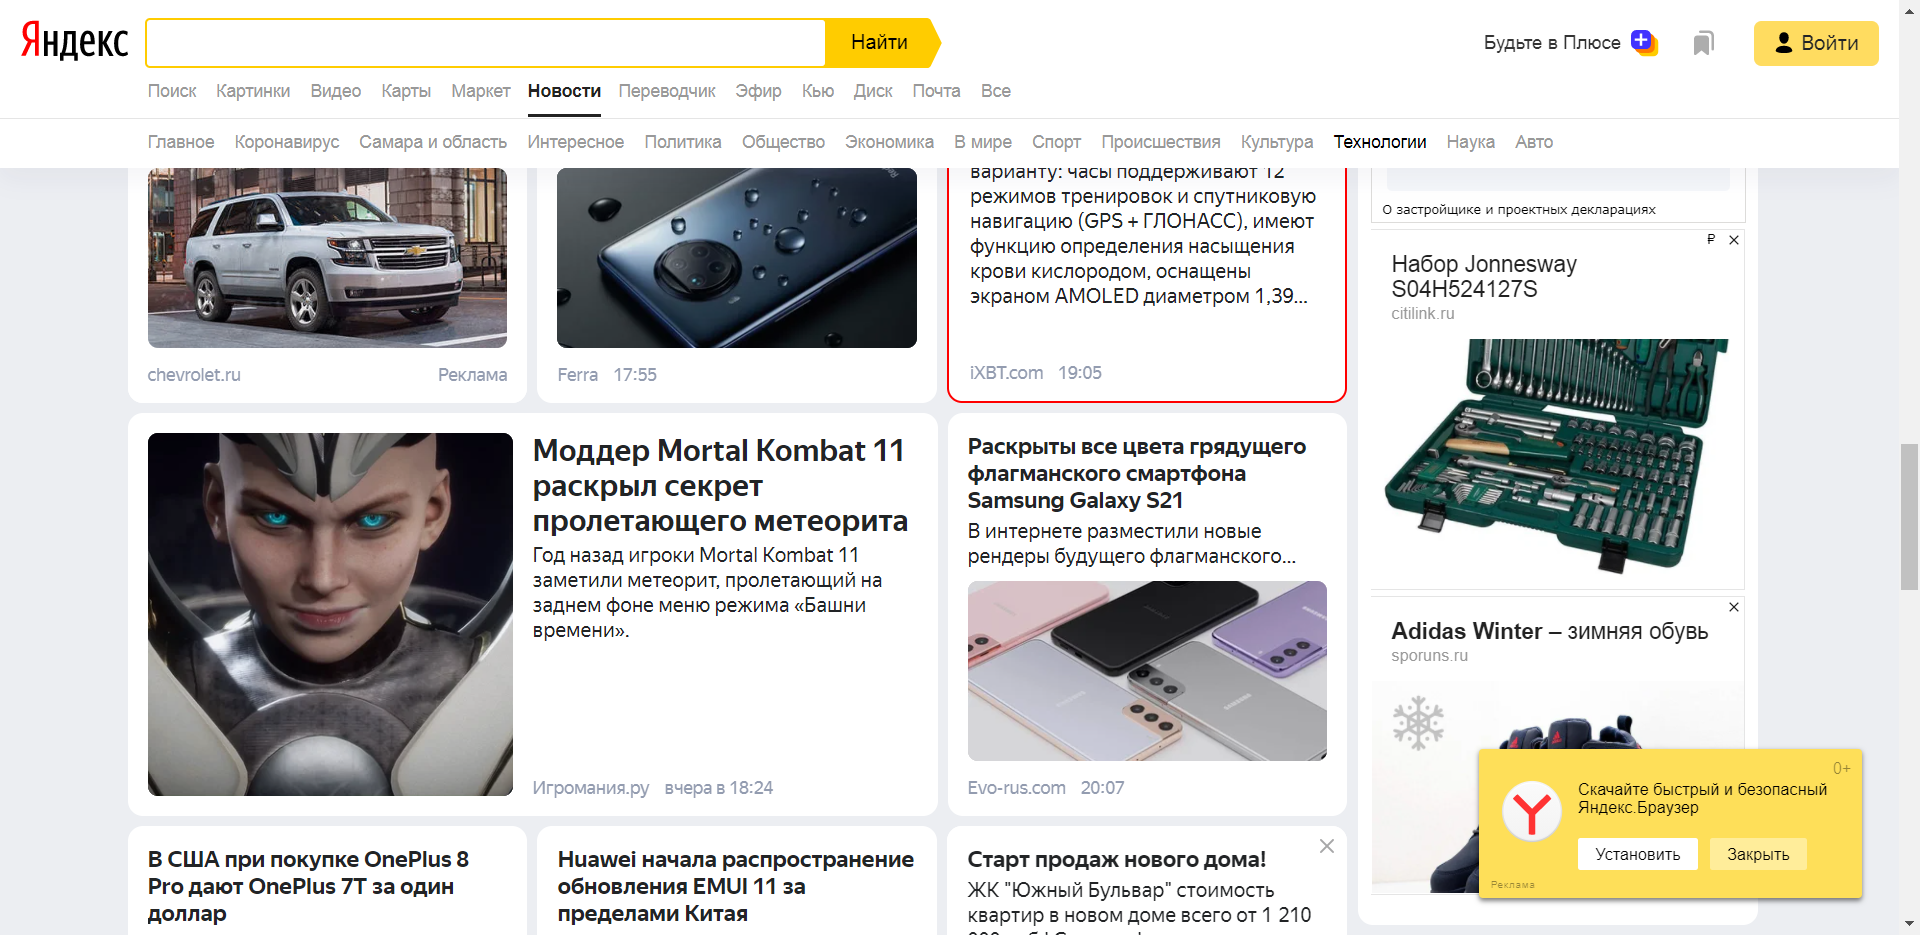 Яндекс
Найти
Будьте в Плюсе
Войти
Поиск Картинки Видео Карты Маркет Новости Переводчик Эфир Кью Диск Почта Все
Главное Коронавирус Самара и область Интересное Политика Общество Экономика В мире Спорт Происшествия Культура Технологии Наука Авто
chevrolet.ru Реклама
Ferra 17:55
варианту: часы поддерживают 12
режимов тренировок и спутниковую
навигацию (GPS + ГЛОНАСС), имеют
функцию определения насыщения
крови кислородом, оснащены
экраном AMOLED диаметром 1,39...
iXBT.com 19:05
О застройщике и проектных декларациях
₽
Набор Jonnesway
S04H524127S
citilink.ru
Моддер Mortal Kombat 11
раскрыл секрет
пролетающего метеорита
Год назад игроки Mortal Kombat 11
заметили метеорит, пролетающий на
заднем фоне меню режима «Башни
времени».
Игромания.ру вчера в 18:24
Раскрыты все цвета грядущего
флагманского смартфона
Samsung Galaxy S21
В интернете разместили новые
рендеры будущего флагманского...
SAMSUNG
SAMSUNG
Evo-rus.com 20:07
Adidas Winter – зимняя обувь
sporuns.ru
0+
Скачайте быстрый и безопасный
Яндекс.Браузер
Установить Закрыть
Реклама
В США при покупке OnePlus 8
Pro дают OnePlus 7T за один
доллар
Huawei начала распространение
обновления EMUI 11 за
пределами Китая
Старт продаж нового дома!
ЖК "Южный Бульвар" стоимость
квартир в новом доме всего от 1 210